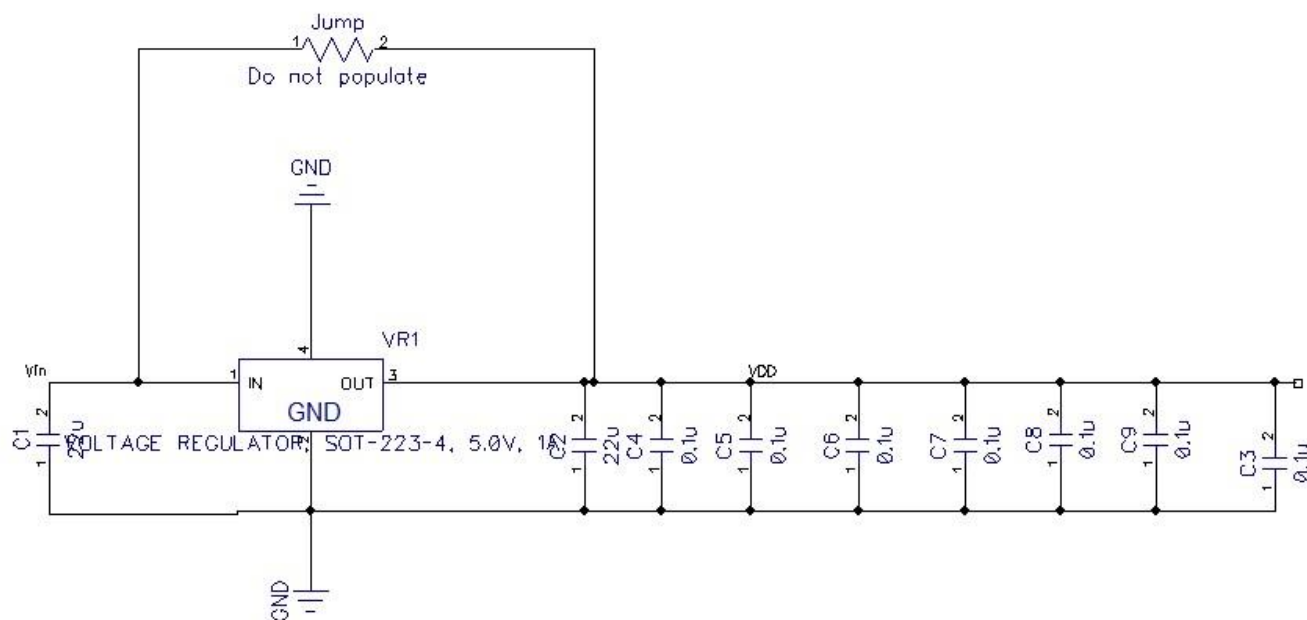 Jump
1 2
Do not populate
GND
4
VR1
Vin
1 IN OUT 3
GND
2
VDD
VOLTAGE REGULATOR, SOT-223-4, 5.0V, 1A
C1 22u 2 1
C2 22u 2 1
C4 0.1u 2 1
C5 0.1u 2 1
C6 0.1u 2 1
C7 0.1u 2 1
C8 0.1u 2 1
C9 0.1u 2 1
C3 0.1u 2 1
GND